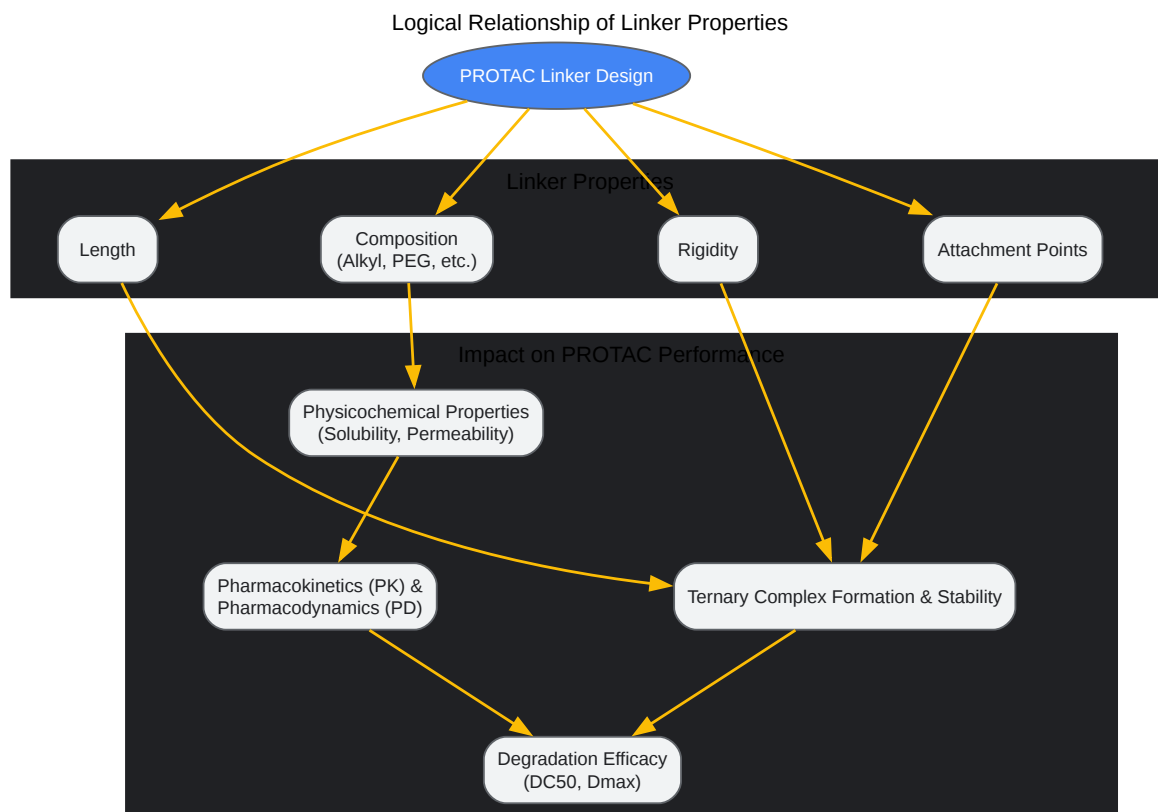 Logical Relationship of Linker Properties
PROTAC Linker Design
Linker Properties
Length
Composition
(Alkyl, PEG, etc.)
Rigidity
Attachment Points
Impact on PROTAC Performance
Physicochemical Properties
(Solubility, Permeability)
Pharmacokinetics (PK) &
Pharmacodynamics (PD)
Ternary Complex Formation & Stability
Degradation Efficacy
(DC50, Dmax)